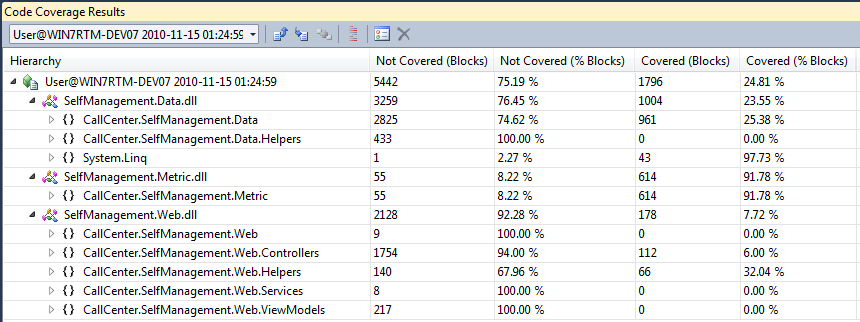 Code Coverage Results
User@WIN7RTM-DEV07 2010-11-15 01:24:59
Hierarchy Not Covered (Blocks) Not Covered (% Blocks) Covered (Blocks) Covered (% Blocks)
User@WIN7RTM-DEV07 2010-11-15 01:24:59 5442 75.19 % 1796 24.81 %
SelfManagement.Data.dll 3259 76.45 % 1004 23.55 %
{} CallCenter.SelfManagement.Data 2825 74.62 % 961 25.38 %
{} CallCenter.SelfManagement.Data.Helpers 433 100.00 % 0 0.00 %
{} System.Linq 1 2.27 % 43 97.73 %
SelfManagement.Metric.dll 55 8.22 % 614 91.78 %
{} CallCenter.SelfManagement.Metric 55 8.22 % 614 91.78 %
SelfManagement.Web.dll 2128 92.28 % 178 7.72 %
{} CallCenter.SelfManagement.Web 9 100.00 % 0 0.00 %
{} CallCenter.SelfManagement.Web.Controllers 1754 94.00 % 112 6.00 %
{} CallCenter.SelfManagement.Web.Helpers 140 67.96 % 66 32.04 %
{} CallCenter.SelfManagement.Web.Services 8 100.00 % 0 0.00 %
{} CallCenter.SelfManagement.Web.ViewModels 217 100.00 % 0 0.00 %